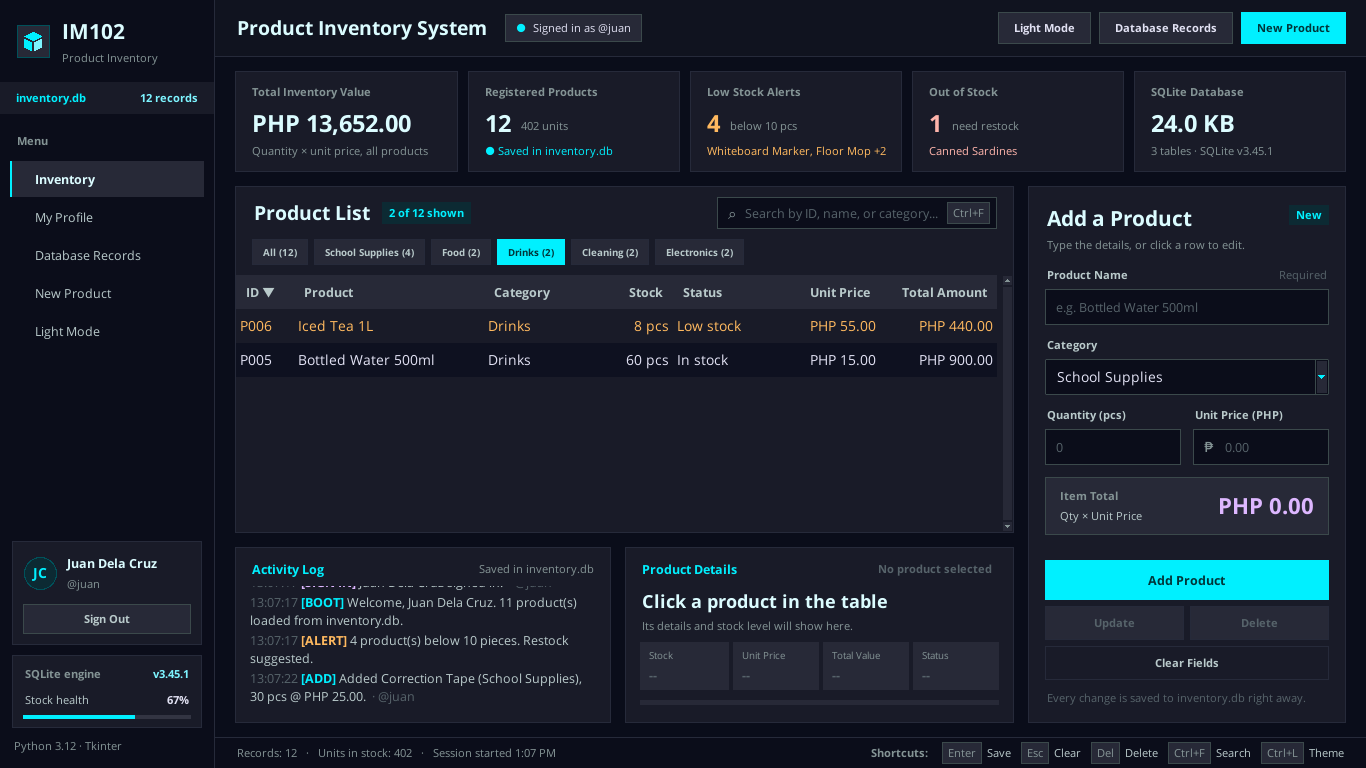 IM102
Product Inventory
inventory.db 12 records
Menu
Inventory
My Profile
Database Records
New Product
Light Mode
JC Juan Dela Cruz
@juan
Sign Out
SQLite engine v3.45.1
Stock health 67%
Python 3.12 · Tkinter
Product Inventory System Signed in as @juan Light Mode Database Records New Product
Total Inventory Value
PHP 13,652.00
Quantity × unit price, all products
Registered Products
12 402 units
Saved in inventory.db
Low Stock Alerts
4 below 10 pcs
Whiteboard Marker, Floor Mop +2
Out of Stock
1 need restock
Canned Sardines
SQLite Database
24.0 KB
3 tables · SQLite v3.45.1
Product List 2 of 12 shown Search by ID, name, or category... Ctrl+F
All (12) School Supplies (4) Food (2) Drinks (2) Cleaning (2) Electronics (2)
ID ▼ Product Category Stock Status Unit Price Total Amount
P006 Iced Tea 1L Drinks 8 pcs Low stock PHP 55.00 PHP 440.00
P005 Bottled Water 500ml Drinks 60 pcs In stock PHP 15.00 PHP 900.00
Activity Log Saved in inventory.db
13:07:17 [BOOT] Welcome, Juan Dela Cruz. 11 product(s)
loaded from inventory.db.
13:07:17 [ALERT] 4 product(s) below 10 pieces. Restock
suggested.
13:07:22 [ADD] Added Correction Tape (School Supplies),
30 pcs @ PHP 25.00. · @juan
Product Details No product selected
Click a product in the table
Its details and stock level will show here.
Stock Unit Price Total Value Status
-- -- -- --
Add a Product New
Type the details, or click a row to edit.
Product Name Required
e.g. Bottled Water 500ml
Category
School Supplies
Quantity (pcs) Unit Price (PHP)
0 ₱ 0.00
Item Total
Qty × Unit Price PHP 0.00
Add Product
Update Delete
Clear Fields
Every change is saved to inventory.db right away.
Records: 12 · Units in stock: 402 · Session started 1:07 PM Shortcuts: Enter Save Esc Clear Del Delete Ctrl+F Search Ctrl+L Theme